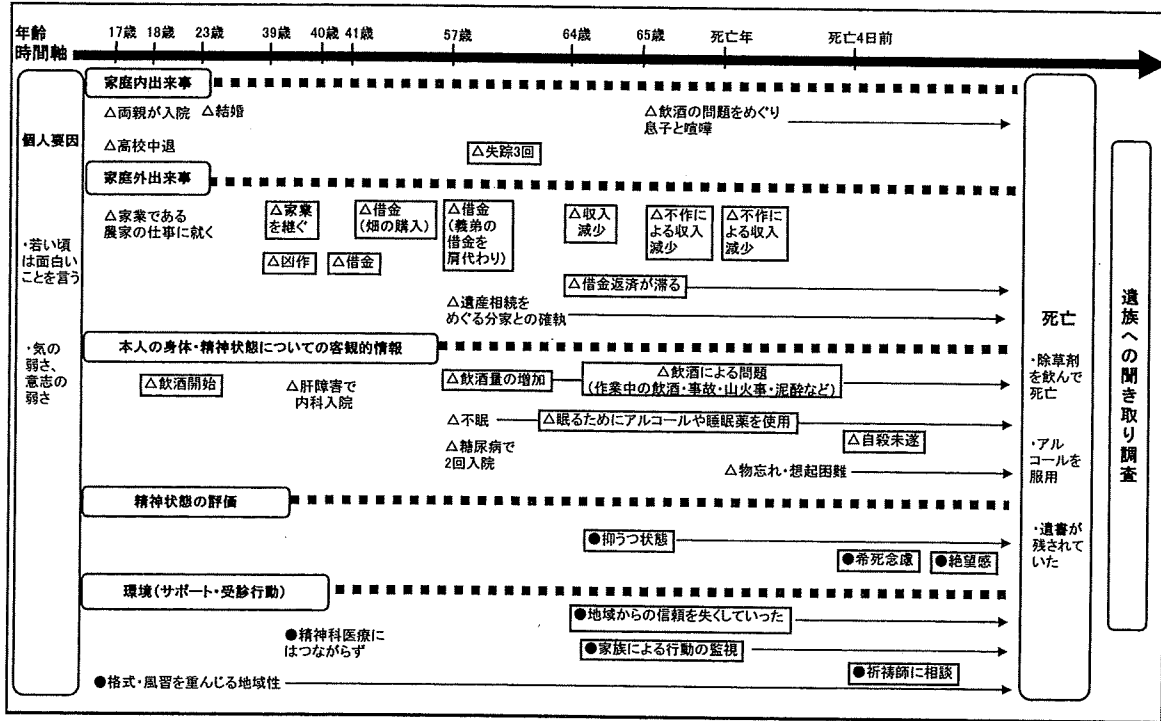 年齢
時間軸
17歳 18歳 23歳 39歳 40歳 41歳 57歳 64歳 65歳 死亡年 死亡4日前
個人要因
・若い頃
は面白い
ことを言う
・気の
弱さ、
意志の
弱さ
家庭内出来事
△両親が入院 △結婚
△高校中退
△失踪3回
△飲酒の問題をめぐり
息子と喧嘩
家庭外出来事
△家業である
農家の仕事に就く
△家業
を継ぐ
△凶作
△借金
△借金
(畑の購入)
△借金
(義弟の
借金を
肩代わり)
△収入
減少
△不作に
よる収入
減少
△不作に
よる収入
減少
△借金返済が滞る
△遺産相続を
めぐる分家との確執
本人の身体・精神状態についての客観的情報
△飲酒開始
△肝障害で
内科入院
△飲酒量の増加
△飲酒による問題
(作業中の飲酒・事故・山火事・泥酔など)
△不眠
△眠るためにアルコールや睡眠薬を使用
△自殺未遂
△糖尿病で
2回入院
△物忘れ・想起困難
精神状態の評価
●抑うつ状態
●希死念慮
●絶望感
環境(サポート・受診行動)
●地域からの信頼を失くしていった
●精神科医療に
はつながらず
●家族による行動の監視
●祈祷師に相談
●格式・風習を重んじる地域性
死亡
・除草剤
を飲んで
死亡
・アル
コールを
服用
・遺書が
残されて
いた
遺族への聞き取り調査